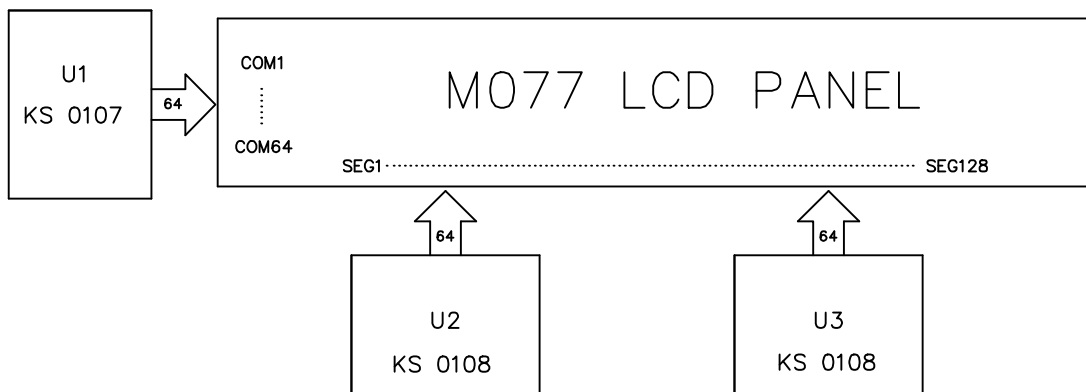 U1
KS 0107
64
COM1
COM64
M077 LCD PANEL
SEG1
SEG128
64
64
U2
KS 0108
U3
KS 0108